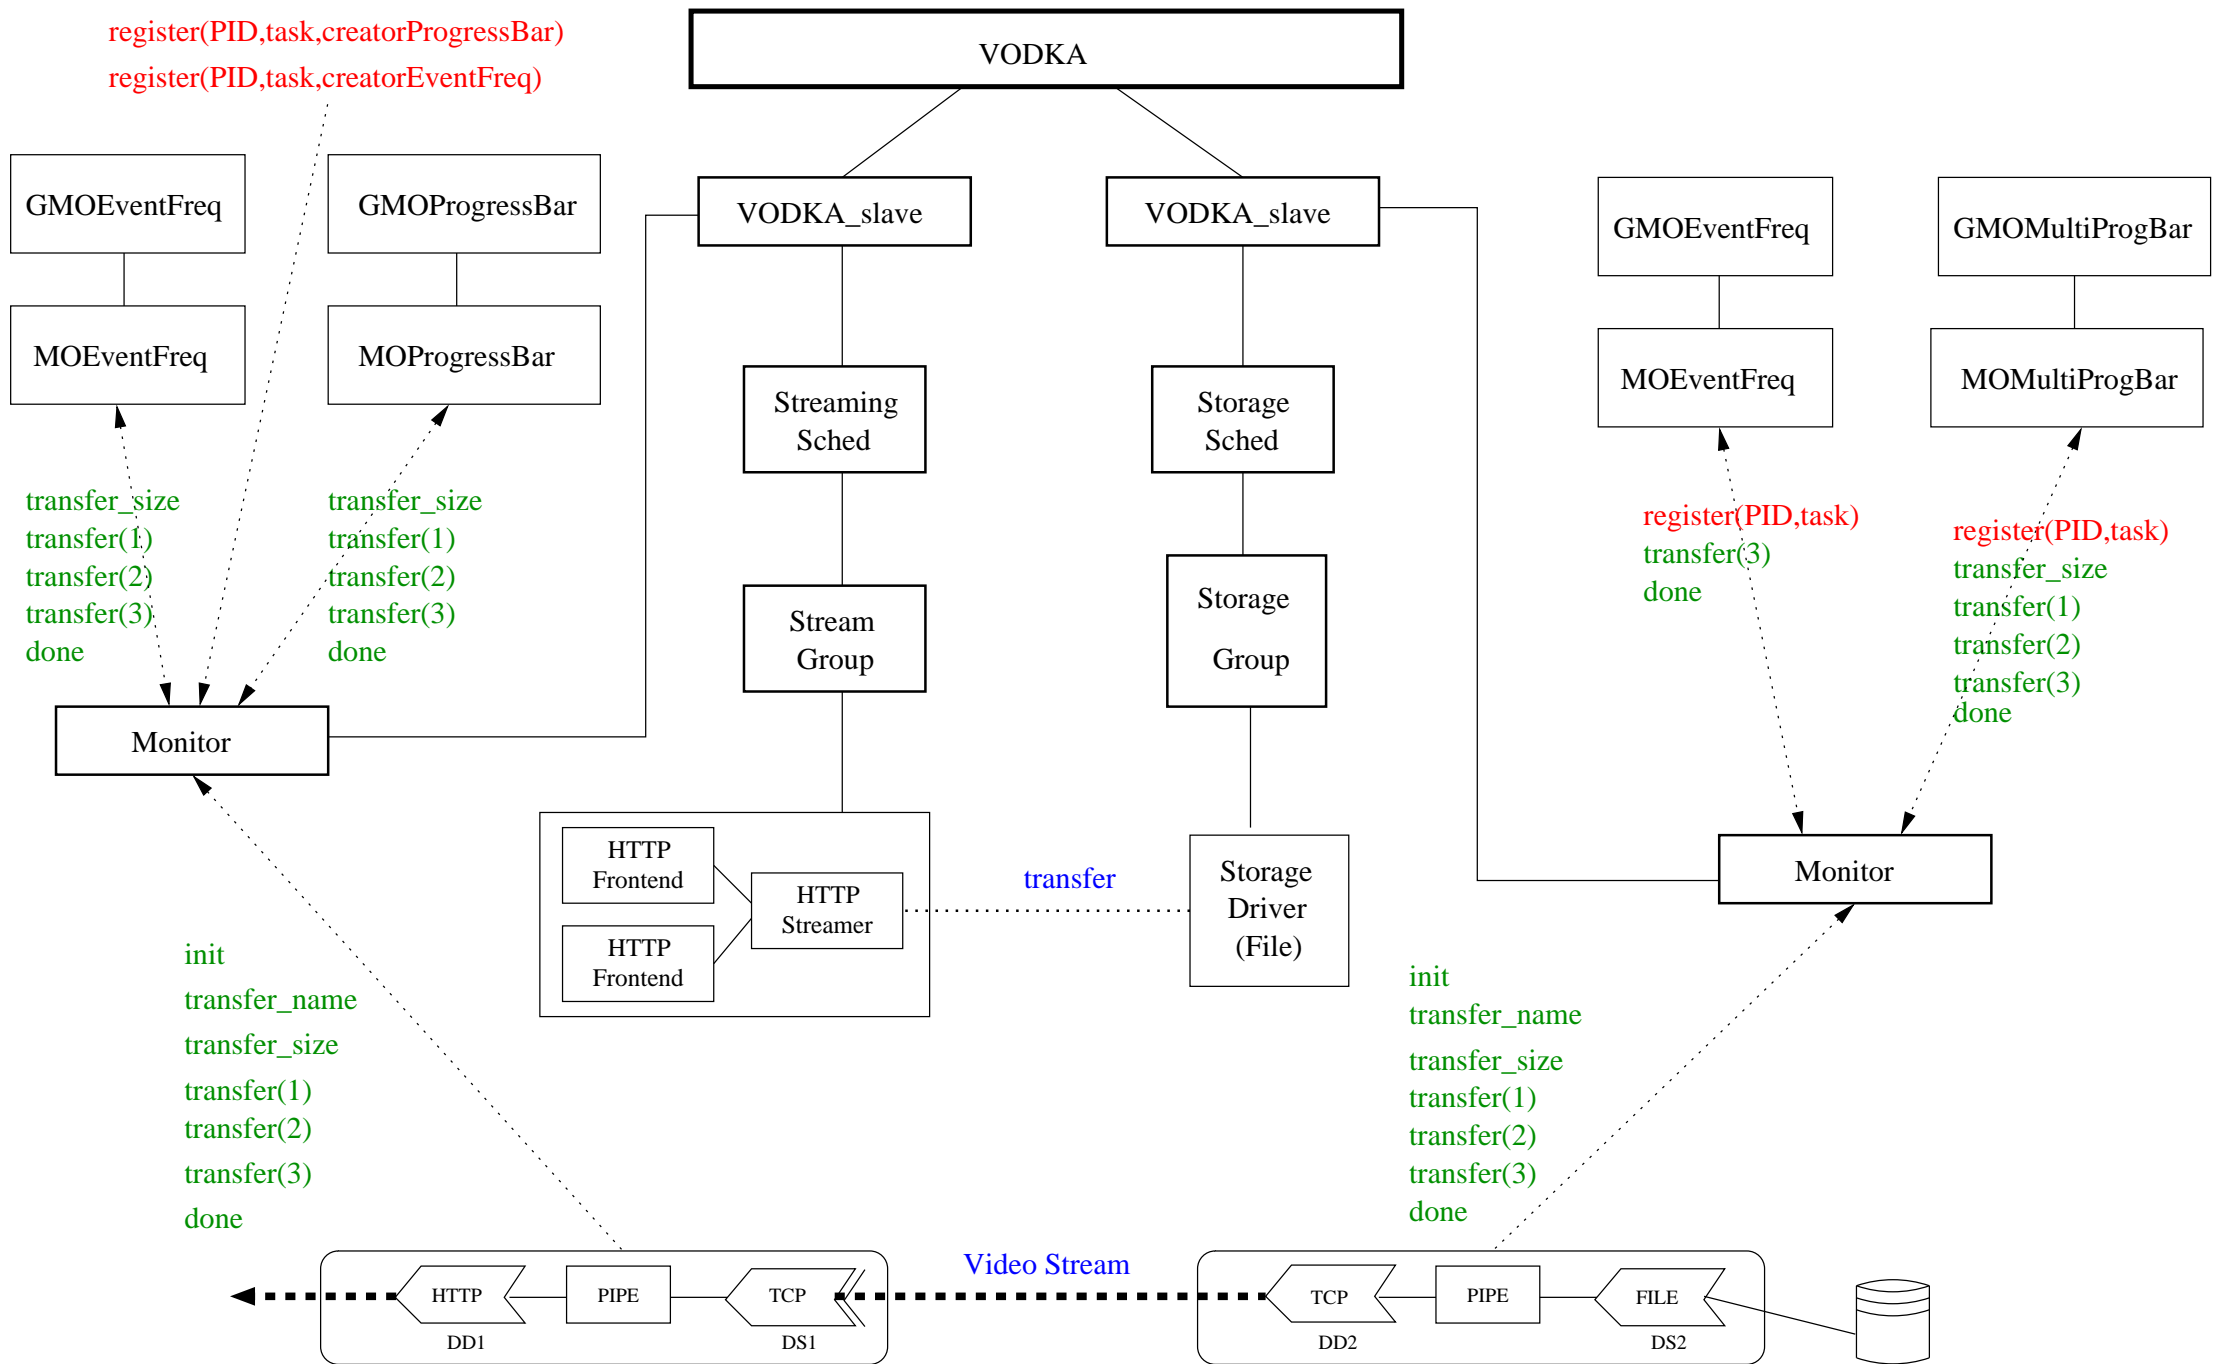 register(PID,task,creatorProgressBar)
register(PID,task,creatorEventFreq)
VODKA
GMOEventFreq
GMOProgressBar
VODKA_slave
VODKA_slave
GMOEventFreq
GMOMultiProgBar
MOEventFreq
MOProgressBar
MOEventFreq
MOMultiProgBar
Streaming
Sched
Storage
Sched
transfer_size
transfer(1)
transfer(2)
transfer(3)
done
transfer_size
transfer(1)
transfer(2)
transfer(3)
done
register(PID,task)
transfer(3)
done
register(PID,task)
transfer_size
transfer(1)
transfer(2)
transfer(3)
done
Stream
Group
Storage
Group
Monitor
Monitor
HTTP
Frontend
HTTP
Frontend
HTTP
Streamer
transfer
Storage
Driver
(File)
init
transfer_name
transfer_size
transfer(1)
transfer(2)
transfer(3)
done
init
transfer_name
transfer_size
transfer(1)
transfer(2)
transfer(3)
done
HTTP
DD1
PIPE
TCP
DS1
Video Stream
TCP
DD2
PIPE
FILE
DS2